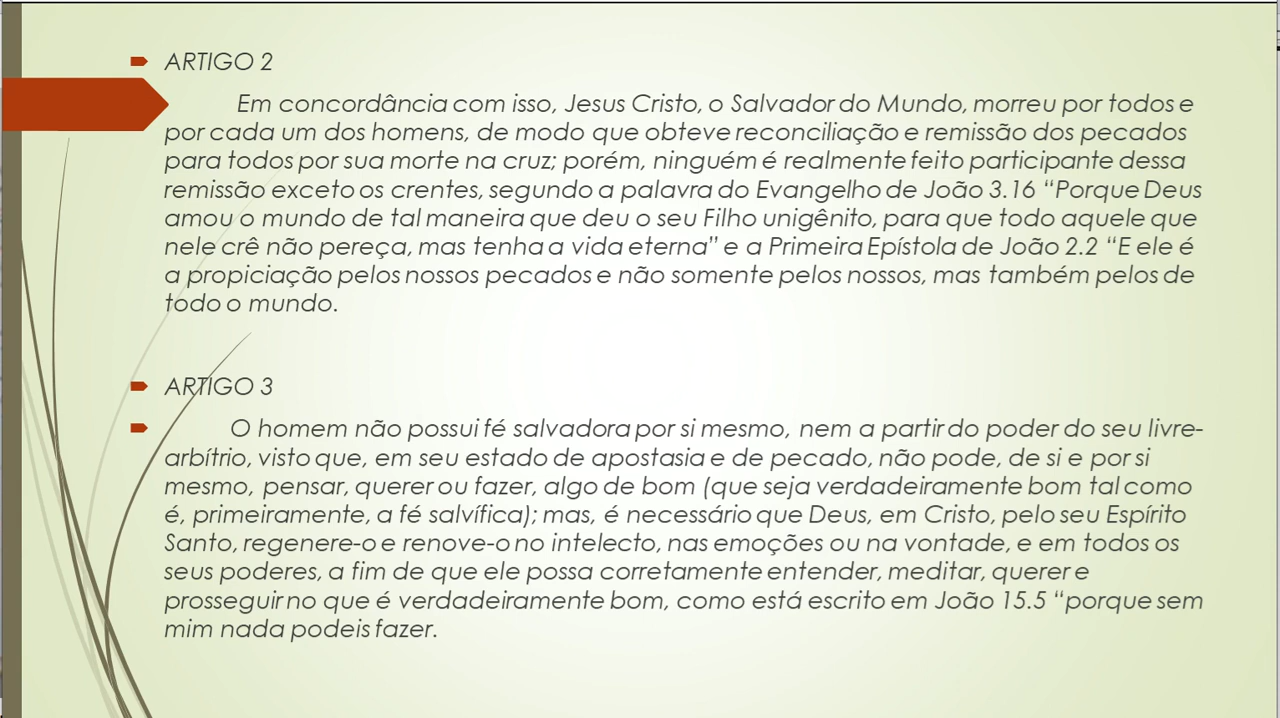 ARTIGO 2
Em concordância com isso, Jesus Cristo, o Salvador do Mundo, morreu por todos e
por cada um dos homens, de modo que obteve reconciliação e remissão dos pecados
para todos por sua morte na cruz; porém, ninguém é realmente feito participante dessa
remissão exceto os crentes, segundo a palavra do Evangelho de João 3.16 “Porque Deus
amou o mundo de tal maneira que deu o seu Filho unigênito, para que todo aquele que
nele crê não pereça, mas tenha a vida eterna” e a Primeira Epístola de João 2.2 “E ele é
a propiciação pelos nossos pecados e não somente pelos nossos, mas também pelos de
todo o mundo.
ARTIGO 3
O homem não possui fé salvadora por si mesmo, nem a partir do poder do seu livre-
arbítrio, visto que, em seu estado de apostasia e de pecado, não pode, de si e por si
mesmo, pensar, querer ou fazer, algo de bom (que seja verdadeiramente bom tal como
é, primeiramente, a fé salvífica); mas, é necessário que Deus, em Cristo, pelo seu Espírito
Santo, regenere-o e renove-o no intelecto, nas emoções ou na vontade, e em todos os
seus poderes, a fim de que ele possa corretamente entender, meditar, querer e
prosseguir no que é verdadeiramente bom, como está escrito em João 15.5 “porque sem
mim nada podeis fazer.